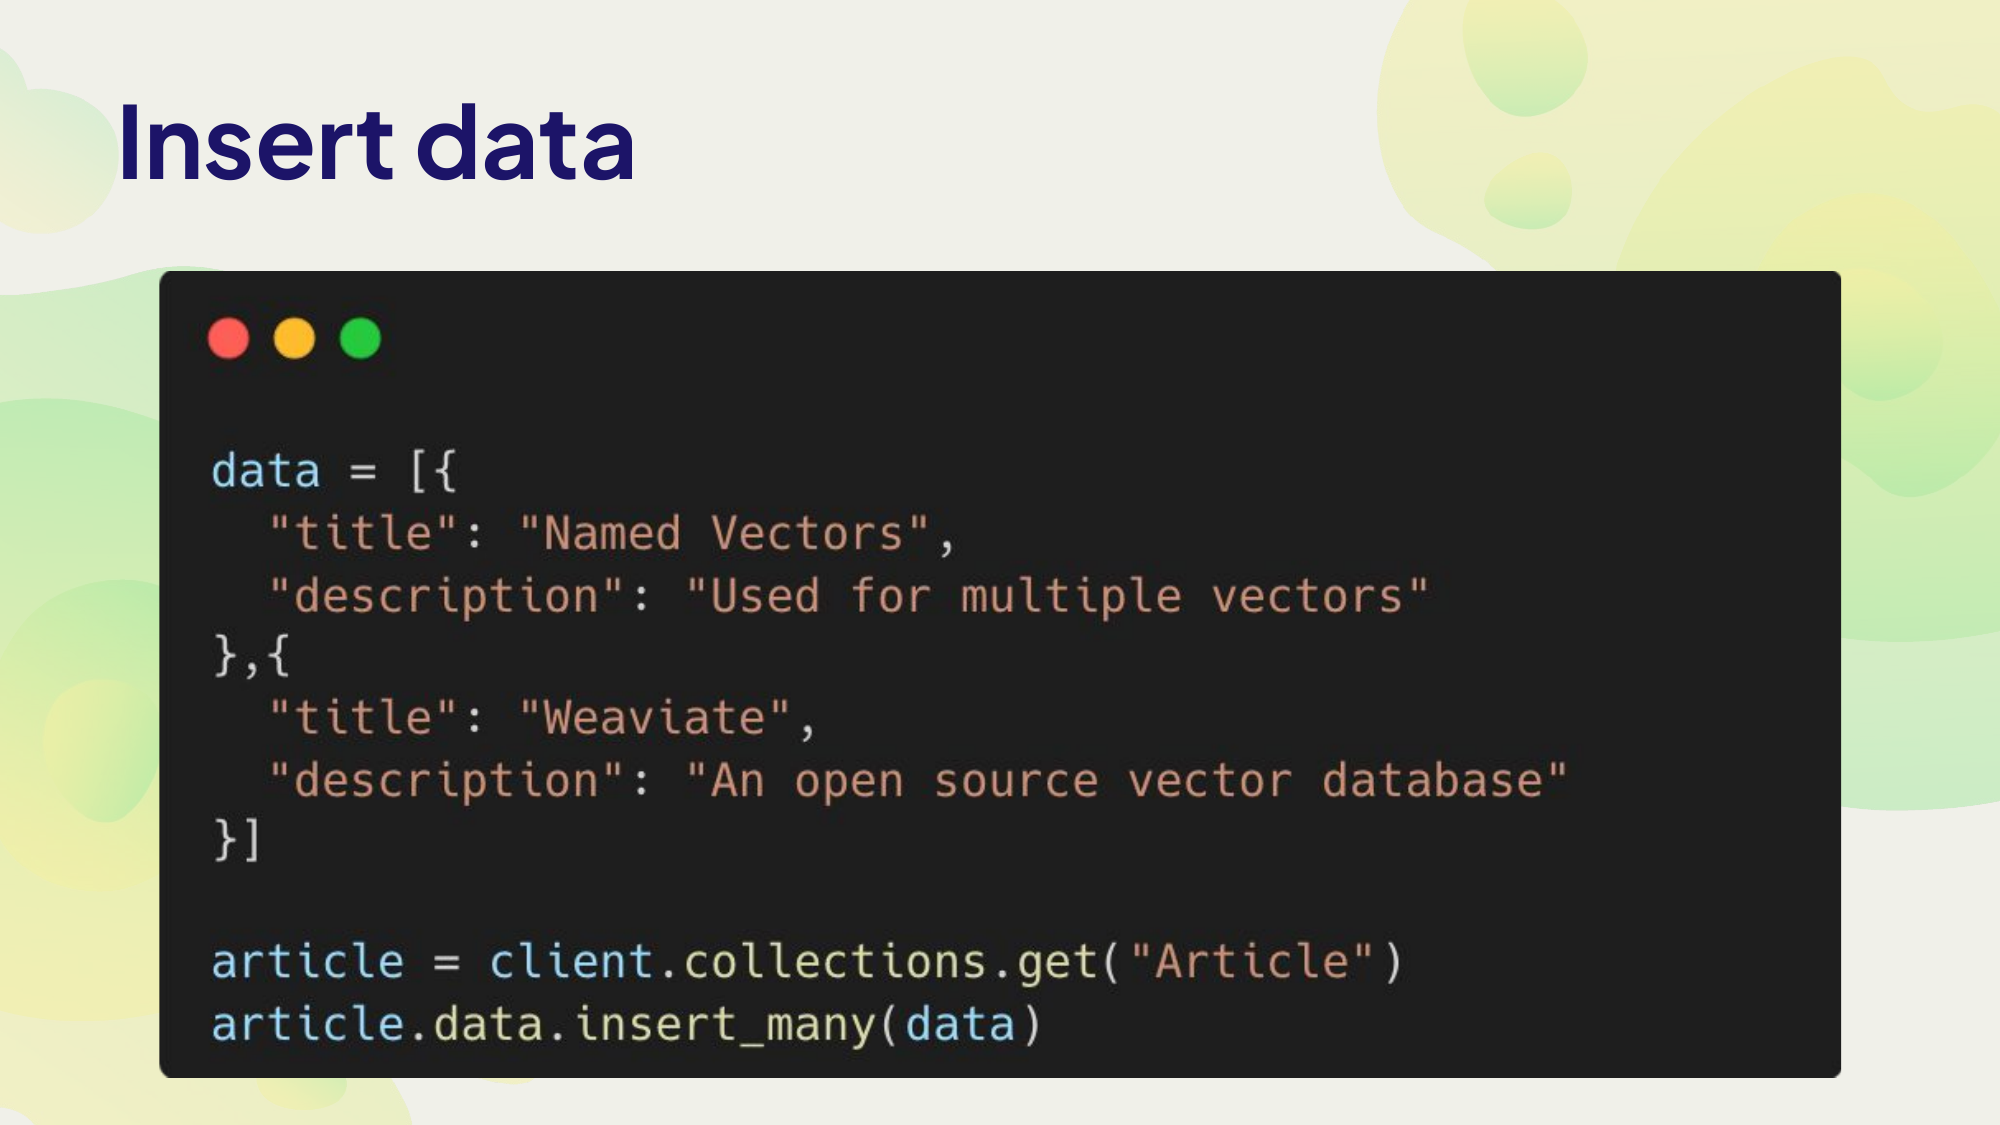 Insert data
data = [{
  "title": "Named Vectors",
  "description": "Used for multiple vectors"
},{
  "title": "Weaviate",
  "description": "An open source vector database"
}]
article = client.collections.get("Article")
article.data.insert_many(data)